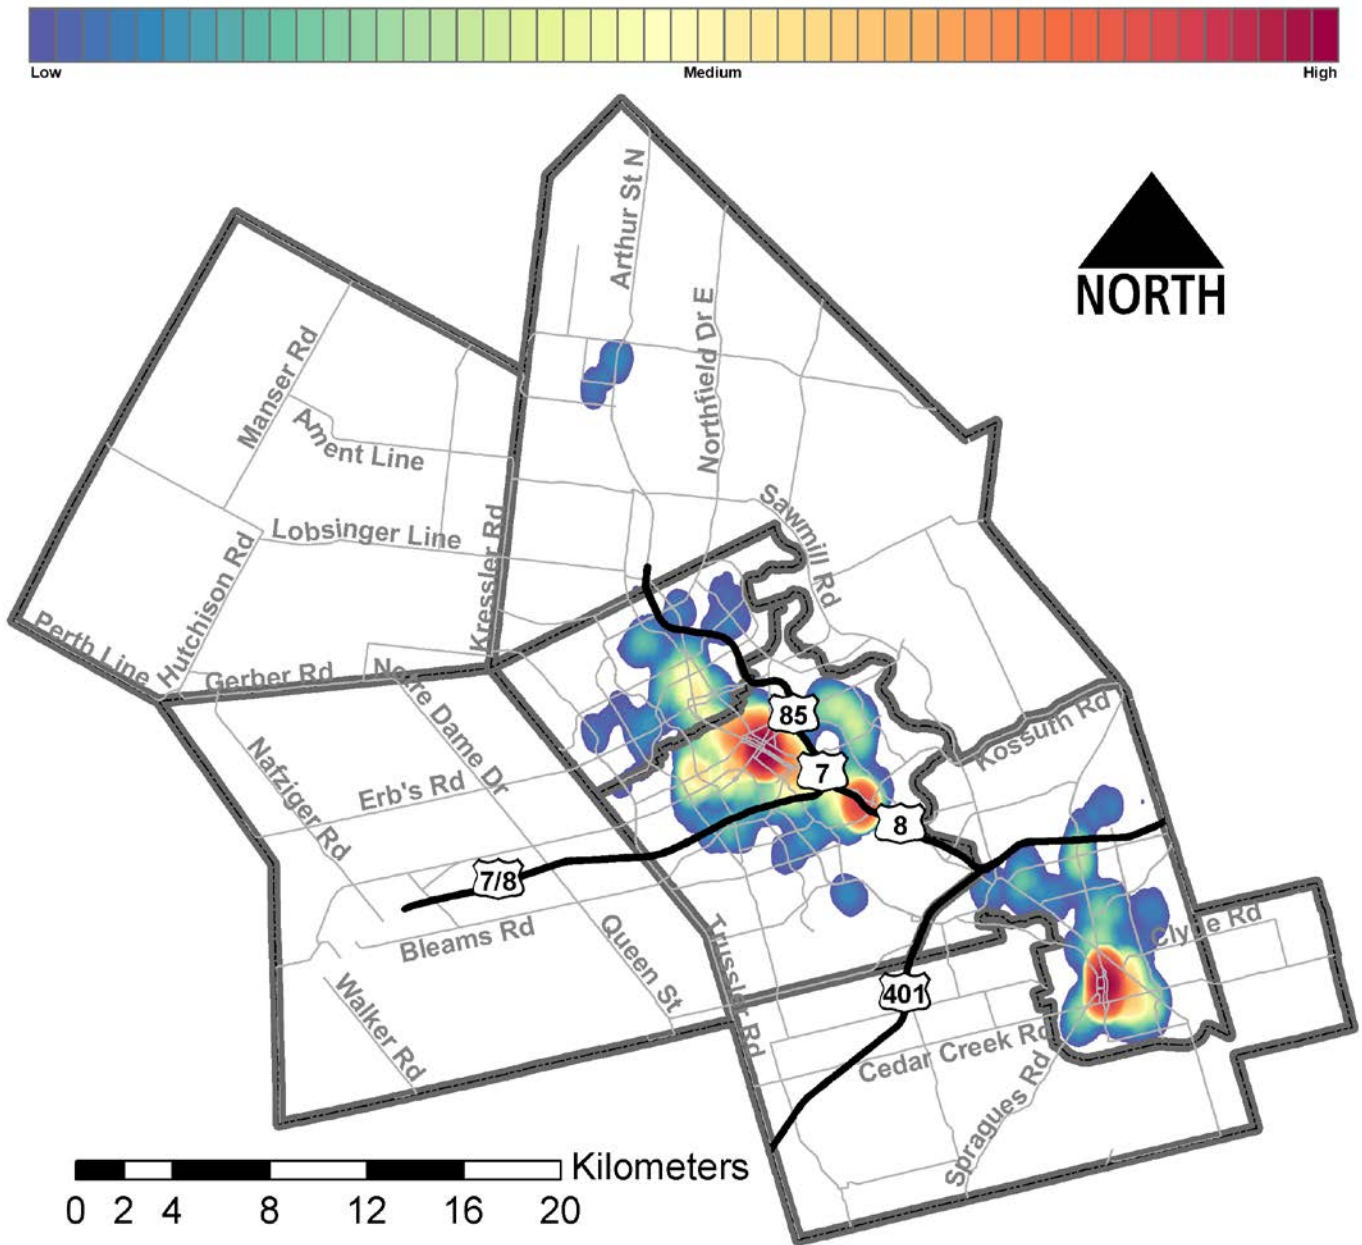 Low Medium High
Arthur St N
NORTH
Northfield Dr E
Manser Rd
Ament Line
Sawmill Rd
Lobsinger Line
Kressler Rd
Hutchison Rd
Perth Line
Gerber Rd
Notre Dame Dr
85
Kossuth Rd
Nafziger Rd
Erb's Rd
7
8
7/8
Bleams Rd
Queen St
Trussler Rd
Clyde Rd
401
Walker Rd
Cedar Creek Rd
Spragues Rd
Kilometers
0 2 4 8 12 16 20